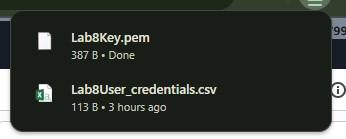 Lab8Key.pem
387 B • Done
Lab8User_credentials.csv
113 B • 3 hours ago